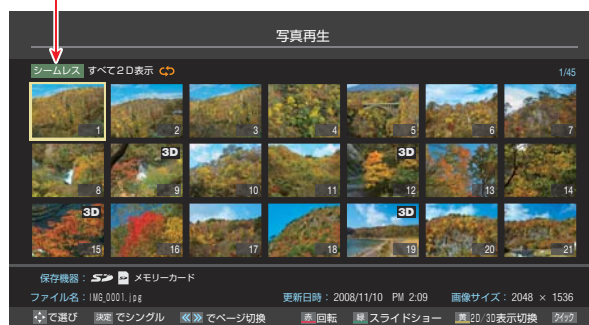 写真再生
シームレス すべて2D表示 1/45
1 2 3 4 5 6 7
3D 3D
8 9 10 11 12 13 14
3D 3D
15 16 17 18 19 20 21
保存機器： SD メモリーカード
ファイル名：IMG_0001.jpg 更新日時：2008/11/10 PM 2:09 画像サイズ：2048 × 1536
で選び 決定 でシングル でページ切換 赤 回転 緑 スライドショー 黄 2D/3D表示切換 クイック